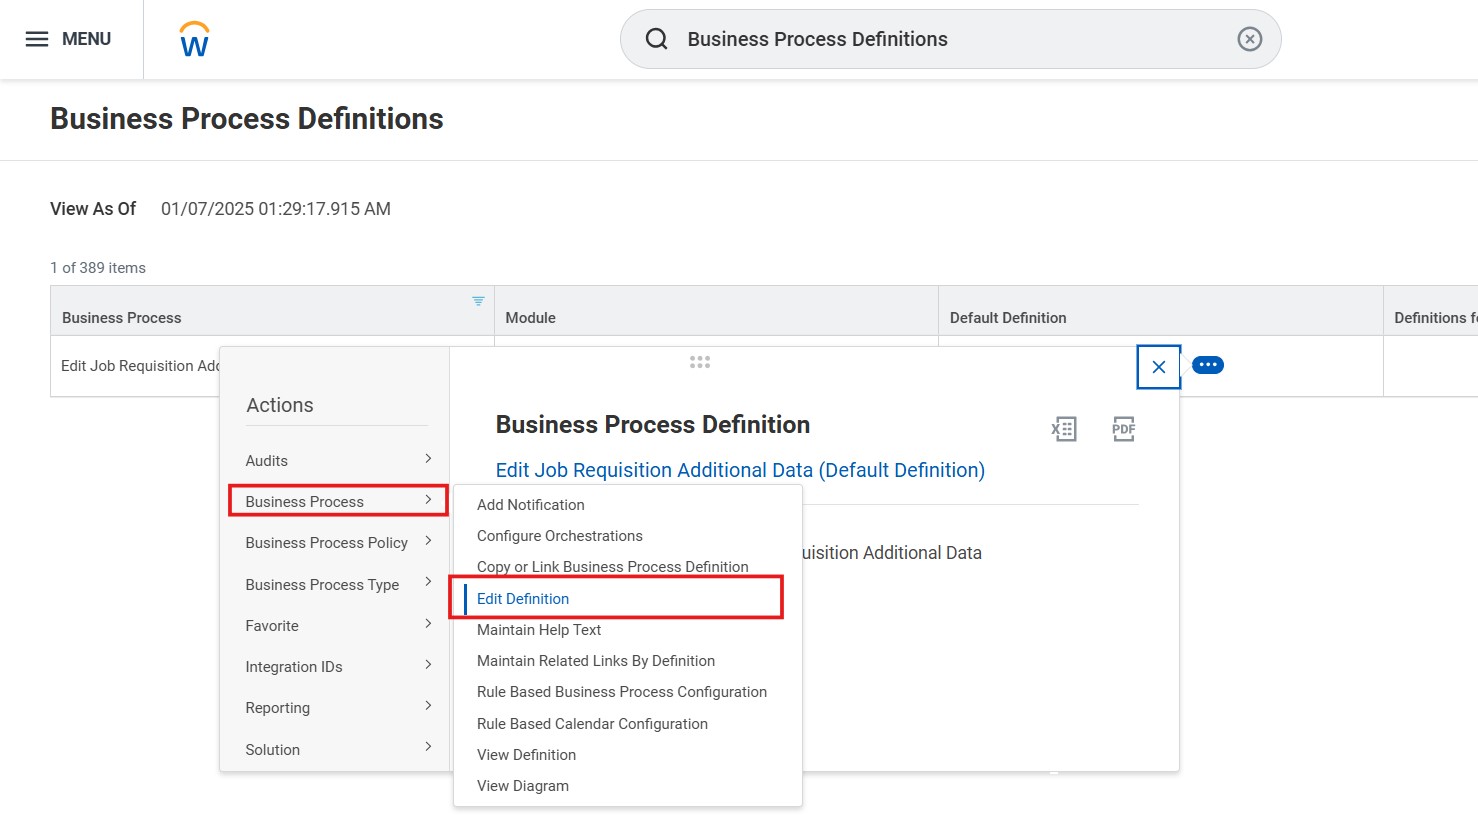 MENU
W
Business Process Definitions
Business Process Definitions
View As Of 01/07/2025 01:29:17.915 AM
1 of 389 items
Business Process Module Default Definition Definitions f
Edit Job Requisition Ad
Actions
Audits
Business Process
Business Process Policy
Business Process Type
Favorite
Integration IDs
Reporting
Solution
Business Process Definition
X PDF
Edit Job Requisition Additional Data (Default Definition)
uisition Additional Data
Add Notification
Configure Orchestrations
Copy or Link Business Process Definition
Edit Definition
Maintain Help Text
Maintain Related Links By Definition
Rule Based Business Process Configuration
Rule Based Calendar Configuration
View Definition
View Diagram